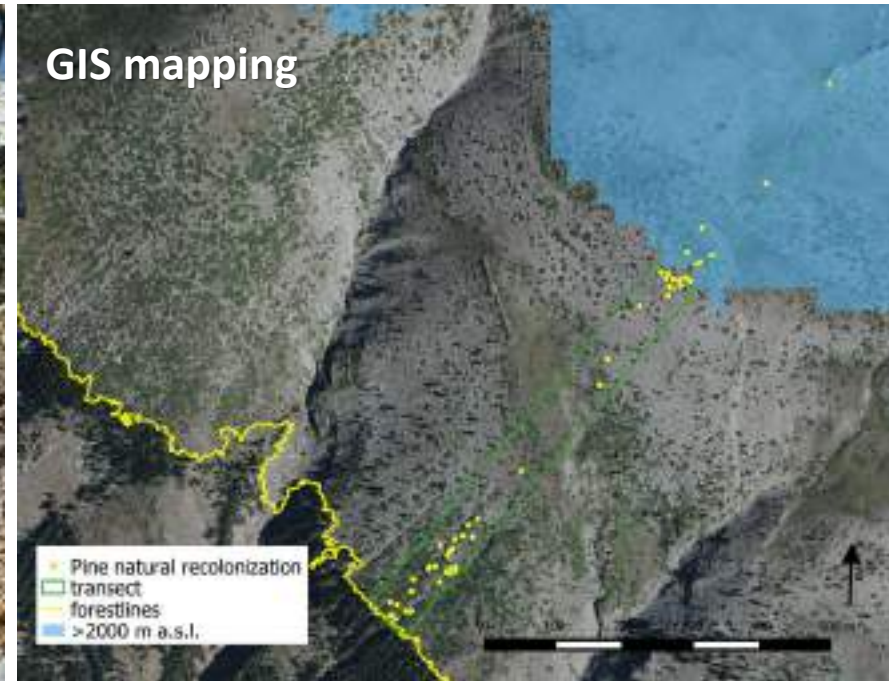 GIS mapping
Pine natural recolonization
transect
forestlines
>2000 m a.s.l.